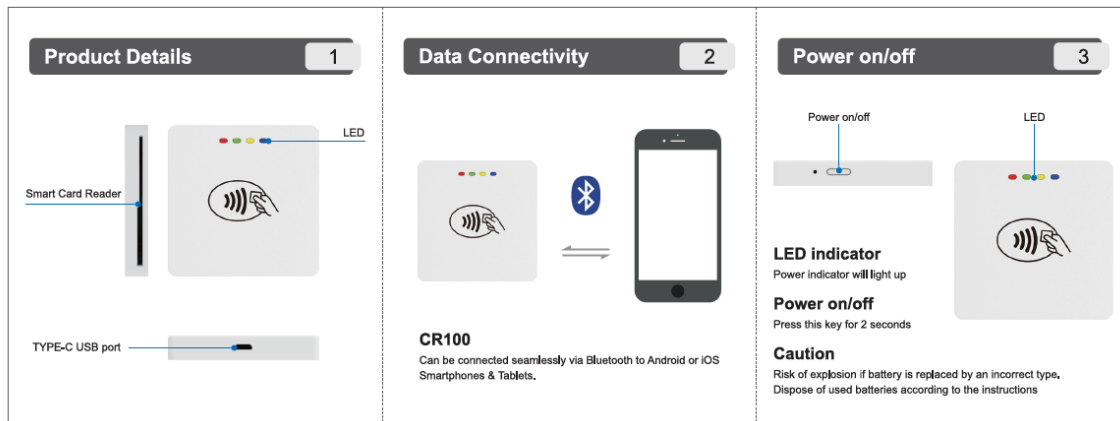 Product Details
1
LED
Smart Card Reader
TYPE-C USB port
Data Connectivity
2
CR100
Can be connected seamlessly via Bluetooth to Android or iOS
Smartphones & Tablets.
Power on/off
3
Power on/off
LED
LED indicator
Power indicator will light up
Power on/off
Press this key for 2 seconds
Caution
Risk of explosion if battery is replaced by an incorrect type.
Dispose of used batteries according to the instructions